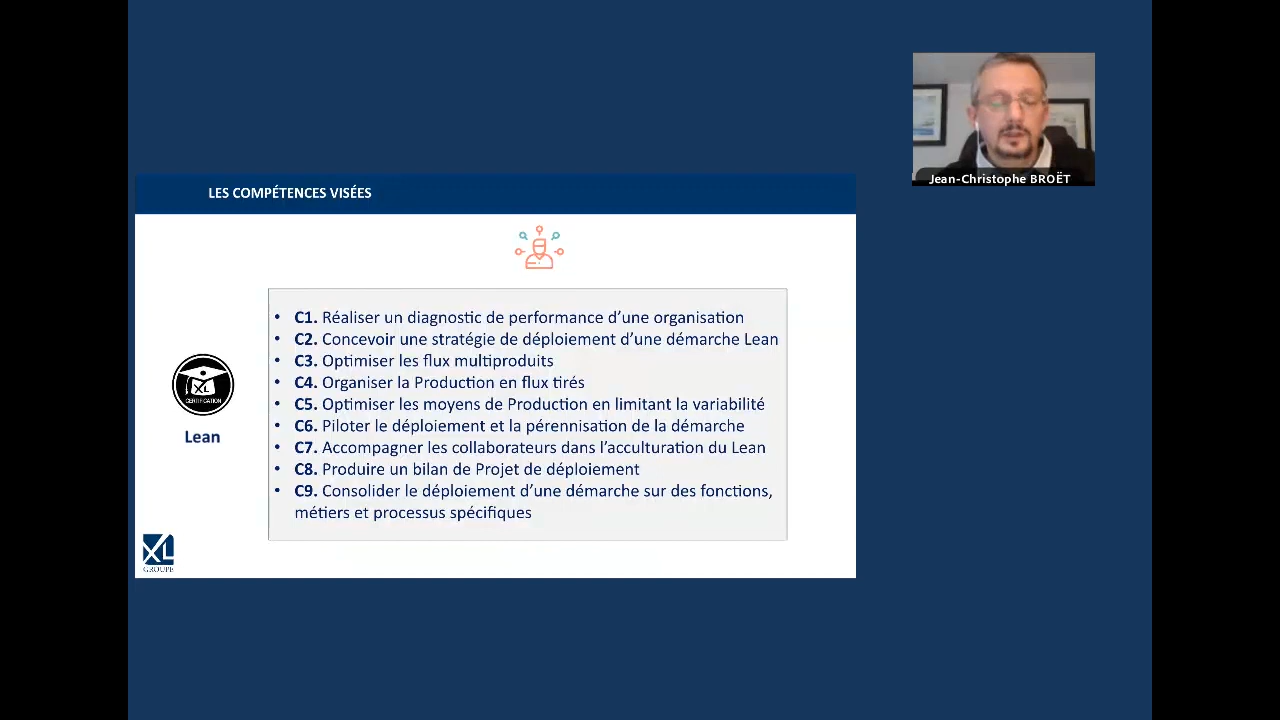 Jean-Christophe BROËT
LES COMPÉTENCES VISÉES
• C1. Réaliser un diagnostic de performance d’une organisation
• C2. Concevoir une stratégie de déploiement d’une démarche Lean
• C3. Optimiser les flux multiproduits
• C4. Organiser la Production en flux tirés
• C5. Optimiser les moyens de Production en limitant la variabilité
• C6. Piloter le déploiement et la pérennisation de la démarche
• C7. Accompagner les collaborateurs dans l’acculturation du Lean
• C8. Produire un bilan de Projet de déploiement
• C9. Consolider le déploiement d’une démarche sur des fonctions,
métiers et processus spécifiques
XL
CERTIFICATION
Lean
XL
GROUPE